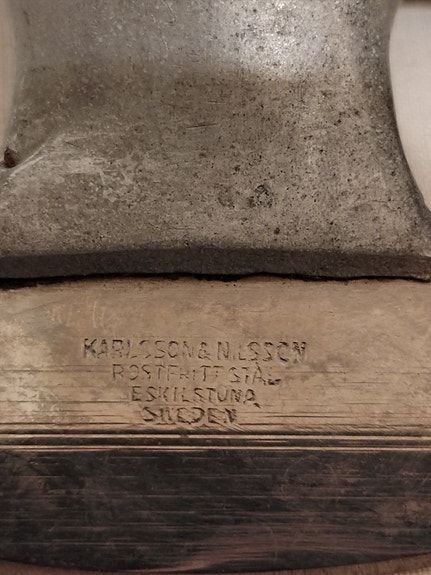 KARLSSON & NILSSON
ROSTFRITT STÅL
ESKILSTUNA
SWEDEN